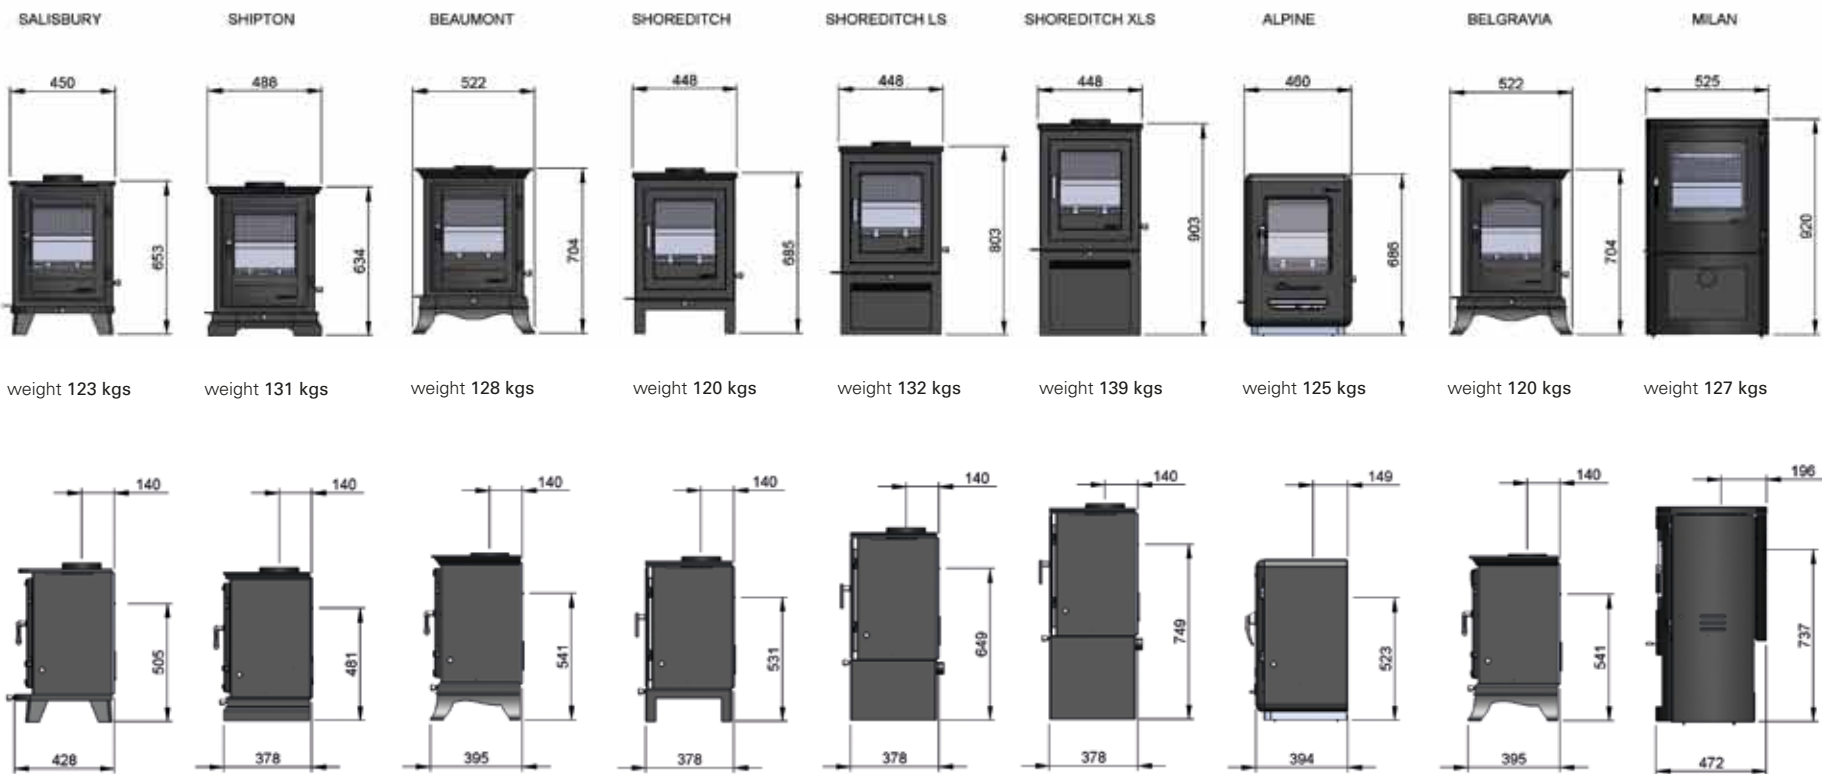 SALISBURY SHIPTON BEAUMONT SHOREDITCH SHOREDITCH LS SHOREDITCH XLS ALPINE BELGRAVIA MILAN
450 486 522 448 448 448 460 522 525
653 634 704 685 803 903 686 704 920
weight 123 kgs weight 131 kgs weight 128 kgs weight 120 kgs weight 132 kgs weight 139 kgs weight 125 kgs weight 120 kgs weight 127 kgs
140 140 140 140 140 140 149 140 196
505 481 541 531 649 749 523 541 737
428 378 395 378 378 378 394 395 472